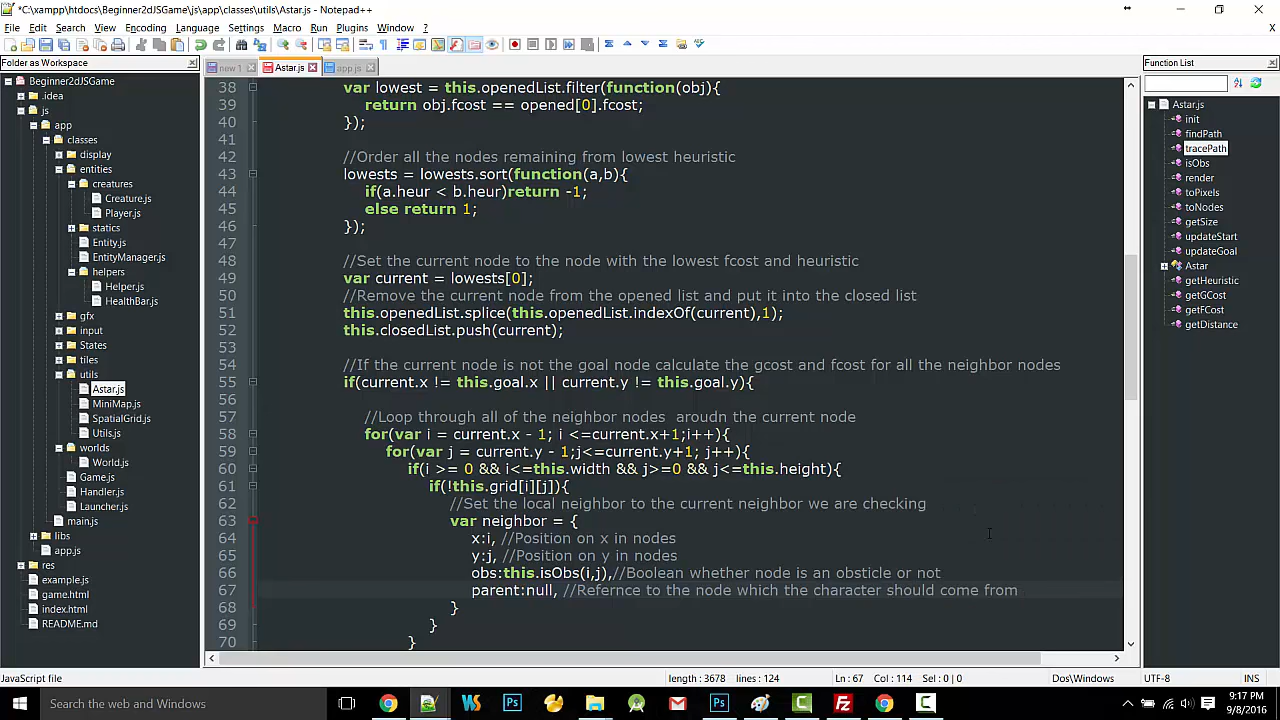 *C:\xampp\htdocs\Beginner2dJSGame\js\app\classes\utils\Astar.js - Notepad++
File Edit Search View Encoding Language Settings Macro Run Plugins Window ?
X
Folder as Workspace
new 1
Astar.js
app.js
Function List
Beginner2dJSGame
.idea
js
app
classes
display
entities
creatures
Creature.js
Player.js
statics
Entity.js
EntityManager.js
helpers
Helper.js
HealthBar.js
gfx
input
States
tiles
utils
Astar.js
MiniMap.js
SpatialGrid.js
Utils.js
worlds
World.js
Game.js
Handler.js
Launcher.js
main.js
libs
app.js
res
example.js
game.html
index.html
README.md
38 var lowest = this.openedList.filter(function(obj){
39 return obj.fcost == opened[0].fcost;
40 });
41
42 //Order all the nodes remaining from lowest heuristic
43 lowests = lowests.sort(function(a,b){
44 if(a.heur < b.heur)return -1;
45 else return 1;
46 });
47
48 //Set the current node to the node with the lowest fcost and heuristic
49 var current = lowests[0];
50 //Remove the current node from the opened list and put it into the closed list
51 this.openedList.splice(this.openedList.indexOf(current),1);
52 this.closedList.push(current);
53
54 //If the current node is not the goal node calculate the gcost and fcost for all the neighbor nodes
55 if(current.x != this.goal.x || current.y != this.goal.y){
56
57 //Loop through all of the neighbor nodes  aroudn the current node
58 for(var i = current.x - 1; i <=current.x+1;i++){
59 for(var j = current.y - 1;j<=current.y+1; j++){
60 if(i >= 0 && i<=this.width && j>=0 && j<=this.height){
61 if(!this.grid[i][j]){
62 //Set the local neighbor to the current neighbor we are checking
63 var neighbor = {
64 x:i, //Position on x in nodes
65 y:j, //Position on y in nodes
66 obs:this.isObs(i,j),//Boolean whether node is an obsticle or not
67 parent:null, //Refernce to the node which the character should come from
68 }
69 }
70 }
Astar.js
init
findPath
tracePath
isObs
render
toPixels
toNodes
getSize
updateStart
updateGoal
Astar
getHeuristic
getGCost
getFCost
getDistance
JavaScript file
length : 3678 lines : 124
Ln : 67 Col : 114 Sel : 0 | 0
Dos\Windows
UTF-8
INS
Search the web and Windows
9:17 PM
9/8/2016